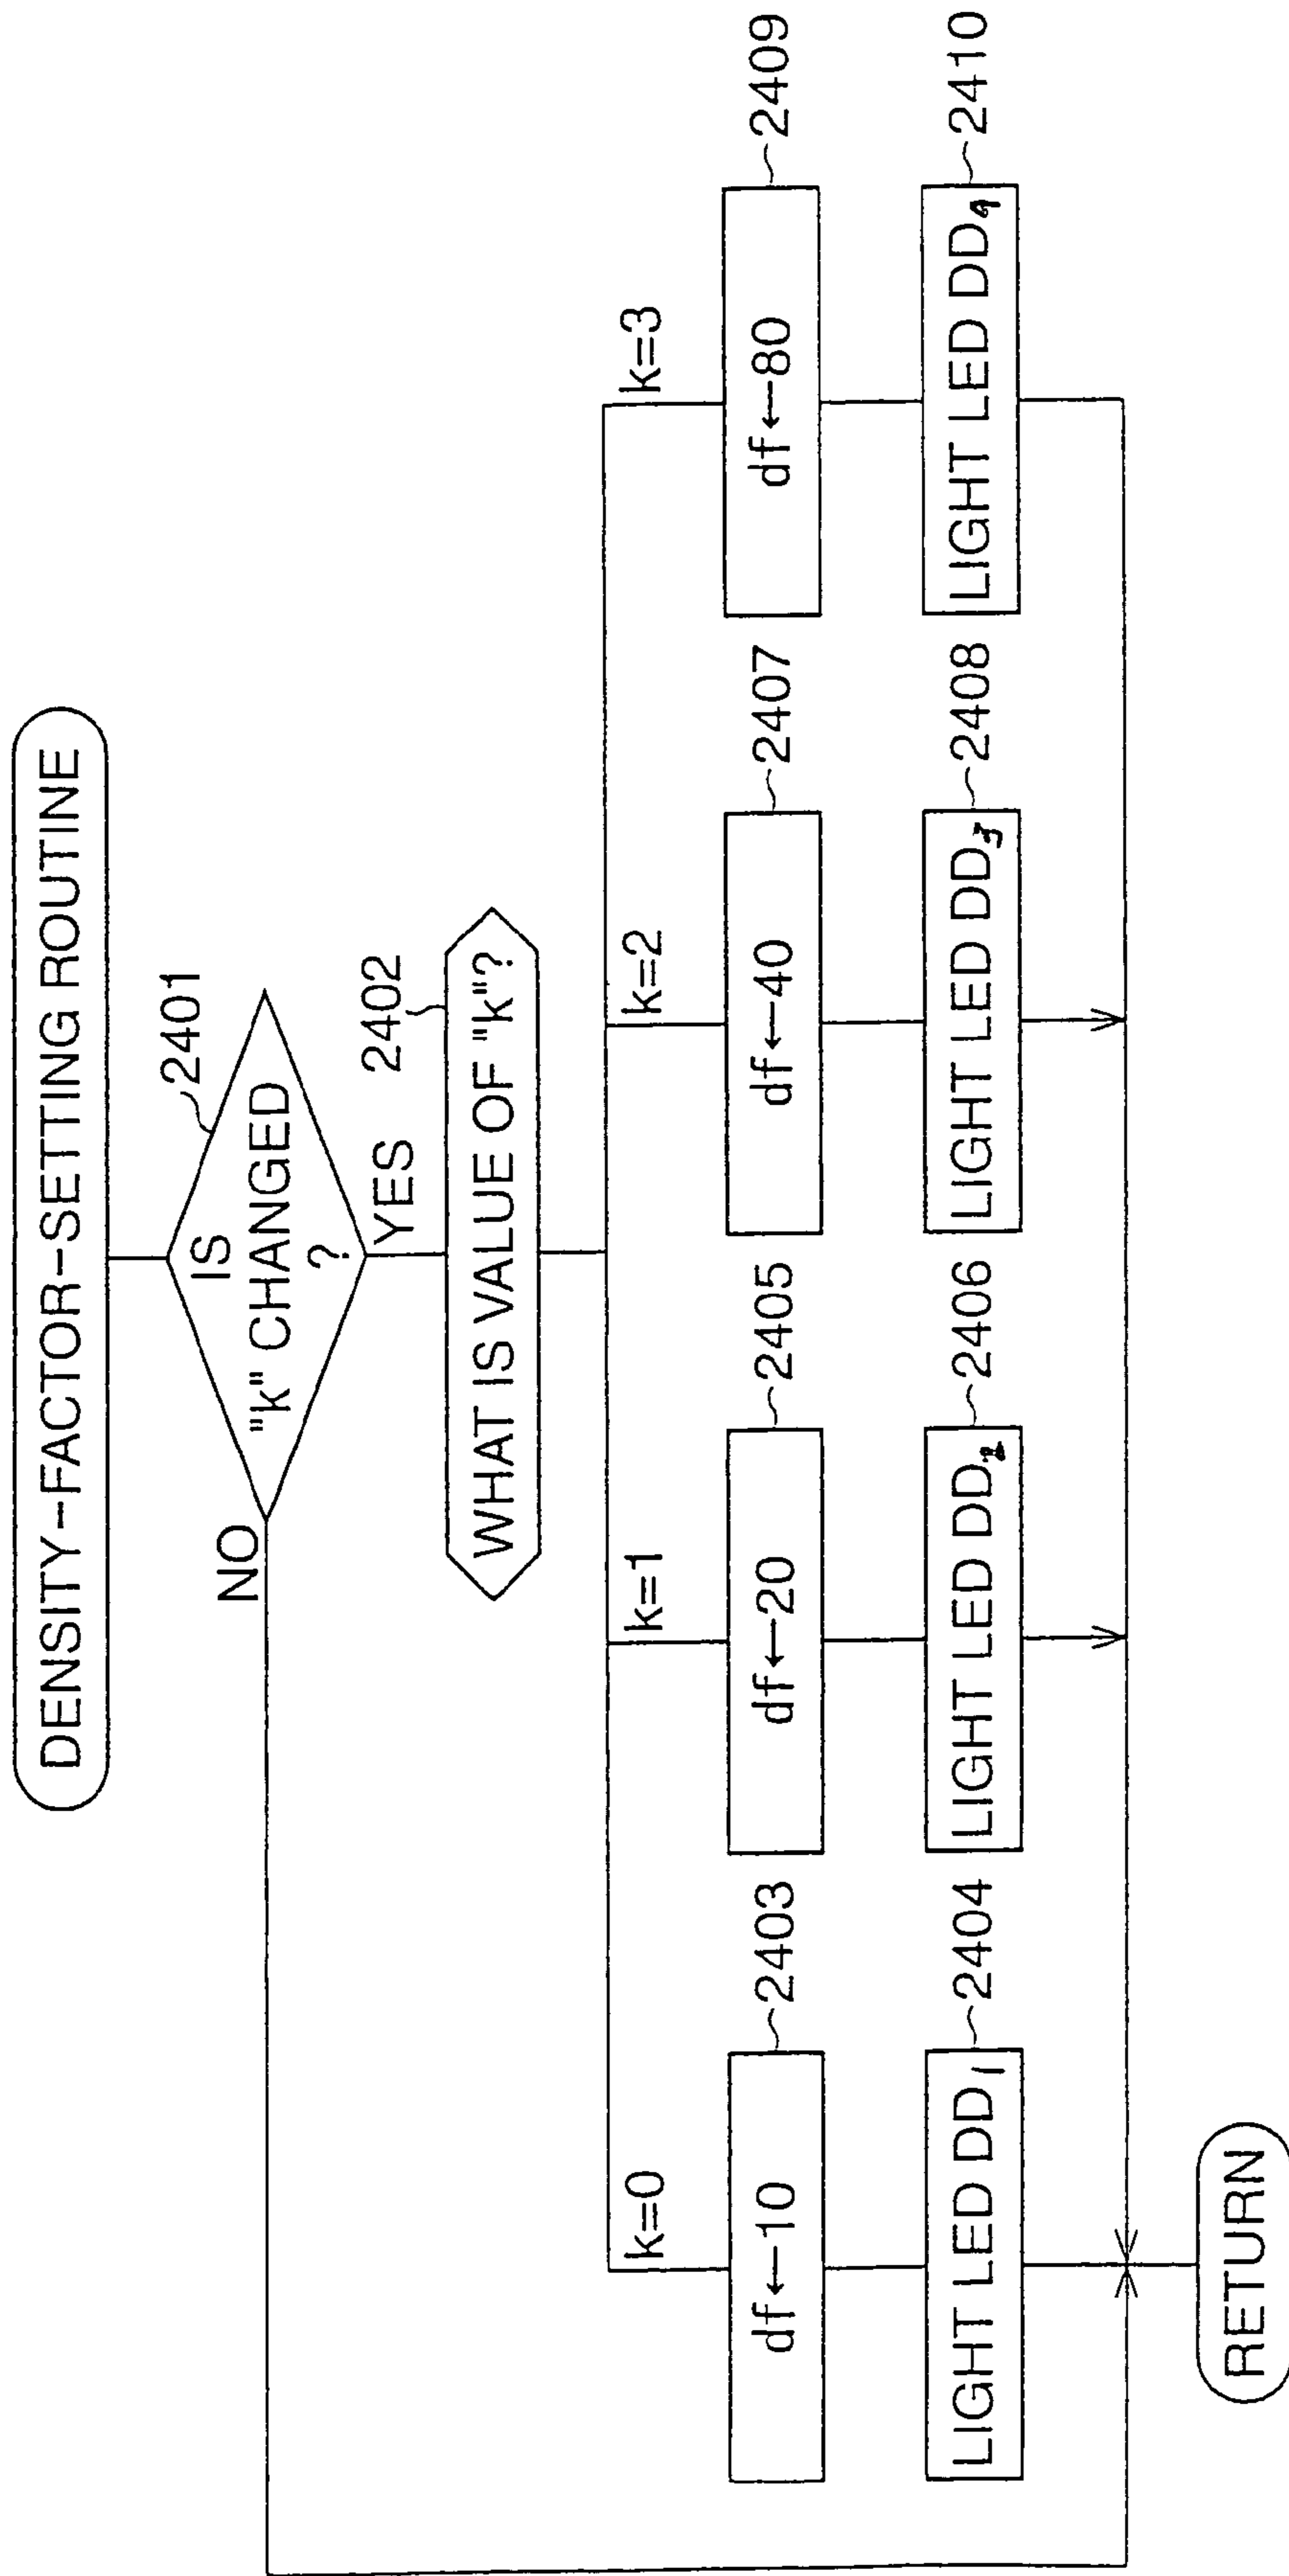 DENSITY-FACTOR-SETTING ROUTINE
2401
IS
"k" CHANGED
?
NO
YES
2402
WHAT IS VALUE OF "k"?
k=0
k=1
k=2
k=3
df←10
2403
df←20
2405
df←40
2407
df←80
2409
LIGHT LED DD1
2404
LIGHT LED DD2
2406
LIGHT LED DD3
2408
LIGHT LED DD4
2410
RETURN